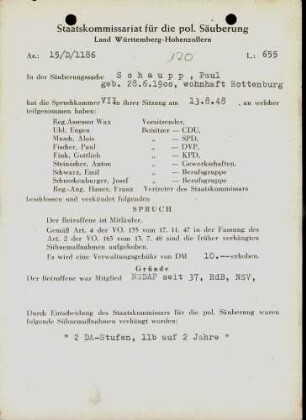 Staatskommissariat für die pol. Säuberung
Land Württemberg-Hohenzollern
Az.: 15/D/1186 120 L: 655
In der Säuberungssache S c h a u p p , Paul
geb. 28.6.1900, wohnhaft Rottenburg
hat die Spruchkammer VII in ihrer Sitzung am 13.8.48 , an welcher
teilgenommen haben:
Reg.Assessor Wax Vorsitzender,
Uhl, Eugen Beisitzer — CDU,
Musch, Alois „ — SPD,
Fischer, Paul „ — DVP,
Fink, Gottlieb „ — KPD,
Steinacher, Anton „ — Gewerkschaften,
Schwarz, Emil „ — Berufsgruppe
Schneckenburger, Josef „ — Berufsgruppe
Reg.-Ang. Hauer, Franz Vertreter des Staatskommissars
beschlossen und verkündet folgenden
SPRUCH
Der Betroffene ist Mitläufer.
Gemäß Art. 4 der VO 133 vom 17. 11. 47 in der Fassung des
Art. 2 der VO. 165 vom 13. 7. 48 sind die früher verhängten
Sühnemaßnahmen aufgehoben.
Es wird eine Verwaltungsgebühr von DM 10.— erhoben.
Gründe
Der Betroffene war Mitglied NSDAP seit 37, RdB, NSV,
Durch Entscheidung des Staatskommissars für die pol. Säuberung waren
folgende Sühnemaßnahmen verhängt worden:
" 2 DA-Stufen, 11b auf 2 Jahre "